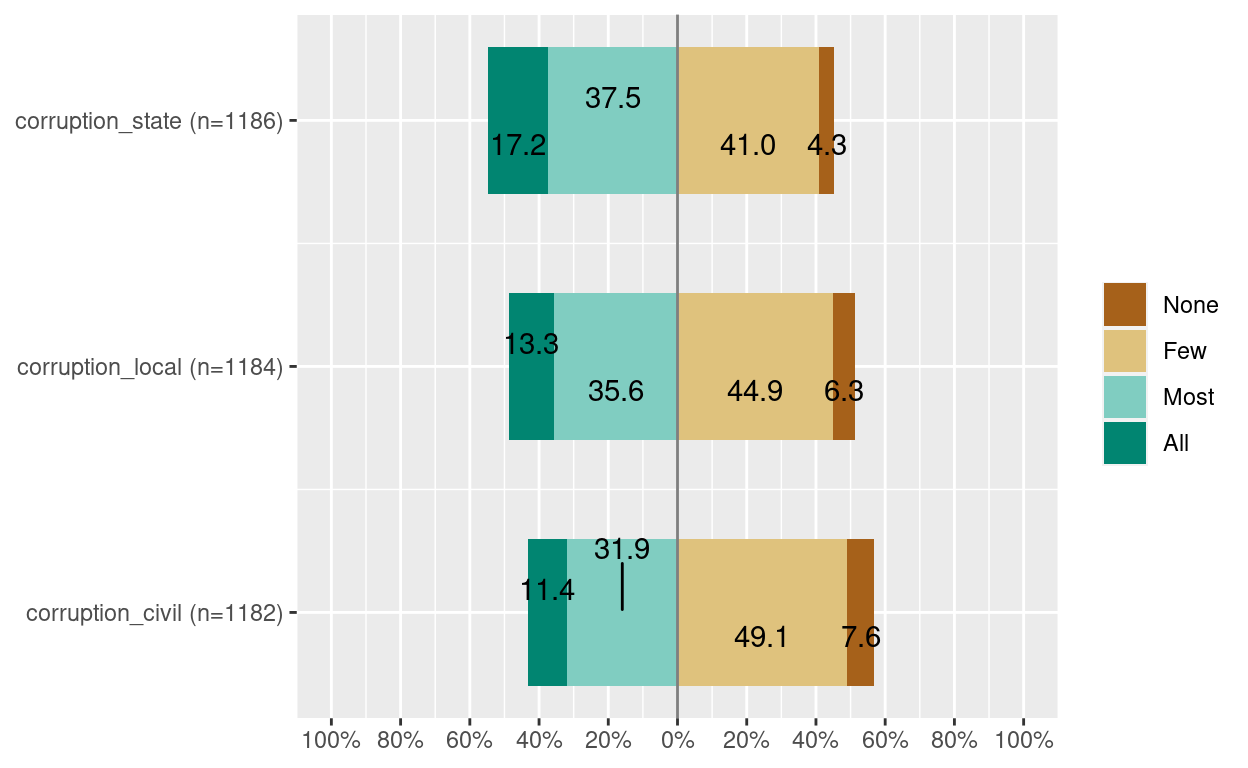 corruption_state (n=1186)
37.5
17.2
41.0
4.3
corruption_local (n=1184)
13.3
35.6
44.9
6.3
corruption_civil (n=1182)
31.9
11.4
49.1
7.6
100% 80% 60% 40% 20% 0% 20% 40% 60% 80% 100%
None
Few
Most
All